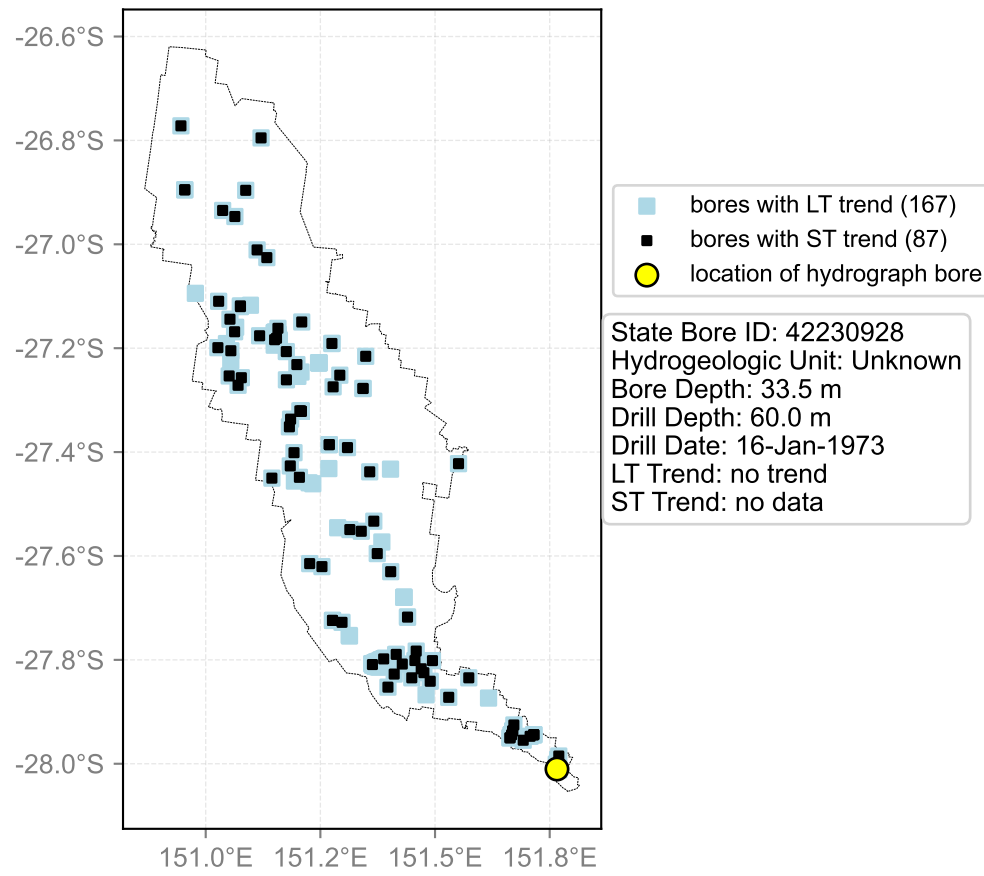 -26.6°S
-26.8°S
-27.0°S
-27.2°S
-27.4°S
-27.6°S
-27.8°S
-28.0°S
151.0°E
151.2°E
151.5°E
151.8°E
bores with LT trend (167)
bores with ST trend (87)
location of hydrograph bore
State Bore ID: 42230928
Hydrogeologic Unit: Unknown
Bore Depth: 33.5 m
Drill Depth: 60.0 m
Drill Date: 16-Jan-1973
LT Trend: no trend
ST Trend: no data